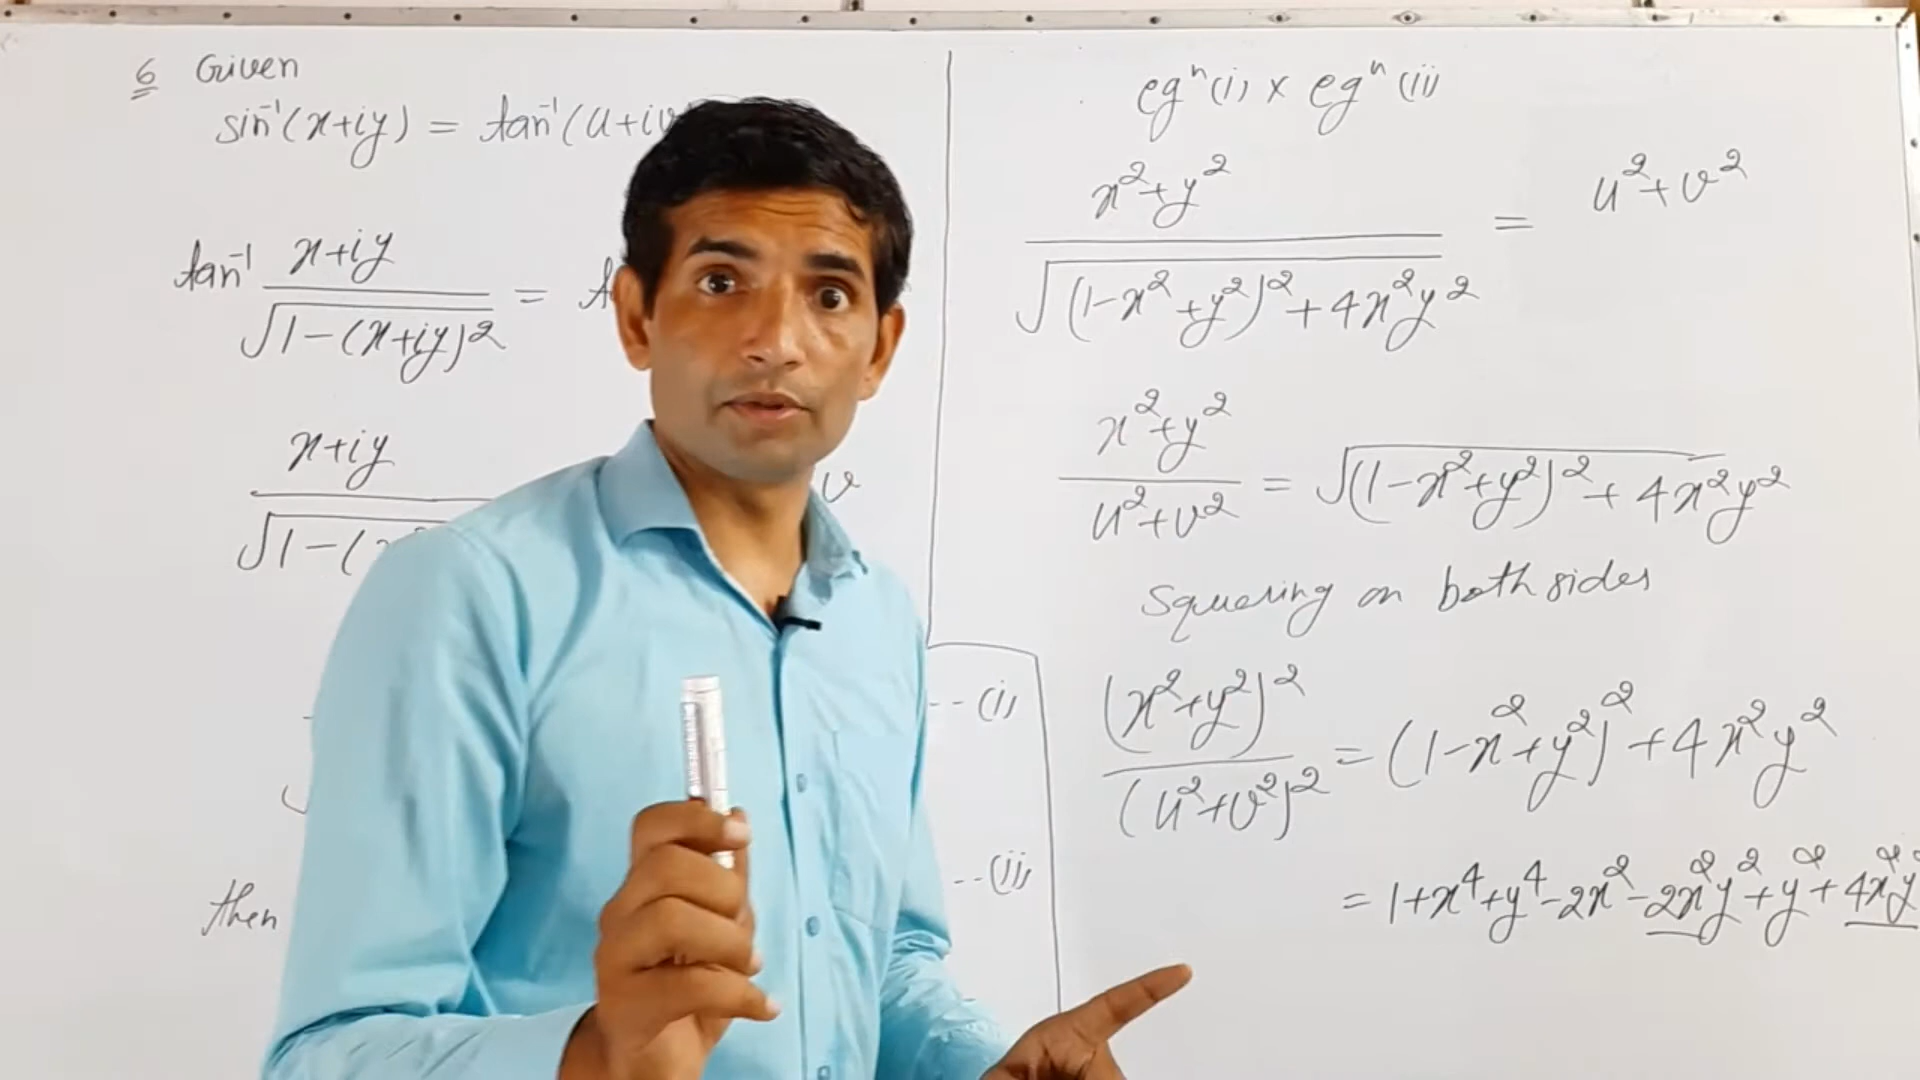 6 Given
sin⁻¹(x+iy) = tan⁻¹(u+iv
tan⁻¹ x+iy / √1-(x+iy)² =
x+iy / √1-( v
--(i)
--(ii)
then
eqⁿ(i) x eqⁿ(ii)
x²+y² / √(1-x²+y²)²+4x²y² = u²+v²
x²+y² / u²+v² = √(1-x²+y²)²+4x²y²
Squaring on both sides
(x²+y²)² / (u²+v²)² = (1-x²+y²)²+4x²y²
= 1+x⁴+y⁴-2x²-2x²y²+y²+4x²y²